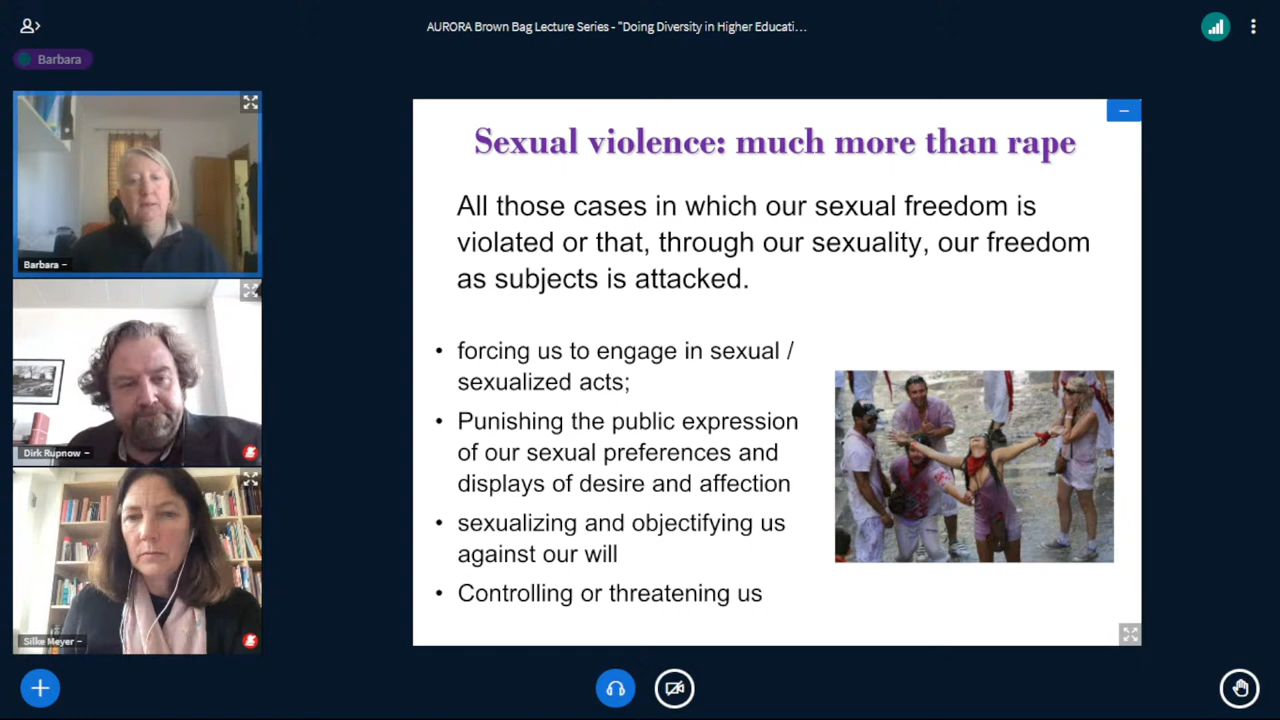 AURORA Brown Bag Lecture Series - "Doing Diversity in Higher Educati...
Barbara
Barbara
Dirk Rupnow
Silke Meyer
Sexual violence: much more than rape
All those cases in which our sexual freedom is
violated or that, through our sexuality, our freedom
as subjects is attacked.
• forcing us to engage in sexual /
sexualized acts;
• Punishing the public expression
of our sexual preferences and
displays of desire and affection
• sexualizing and objectifying us
against our will
• Controlling or threatening us